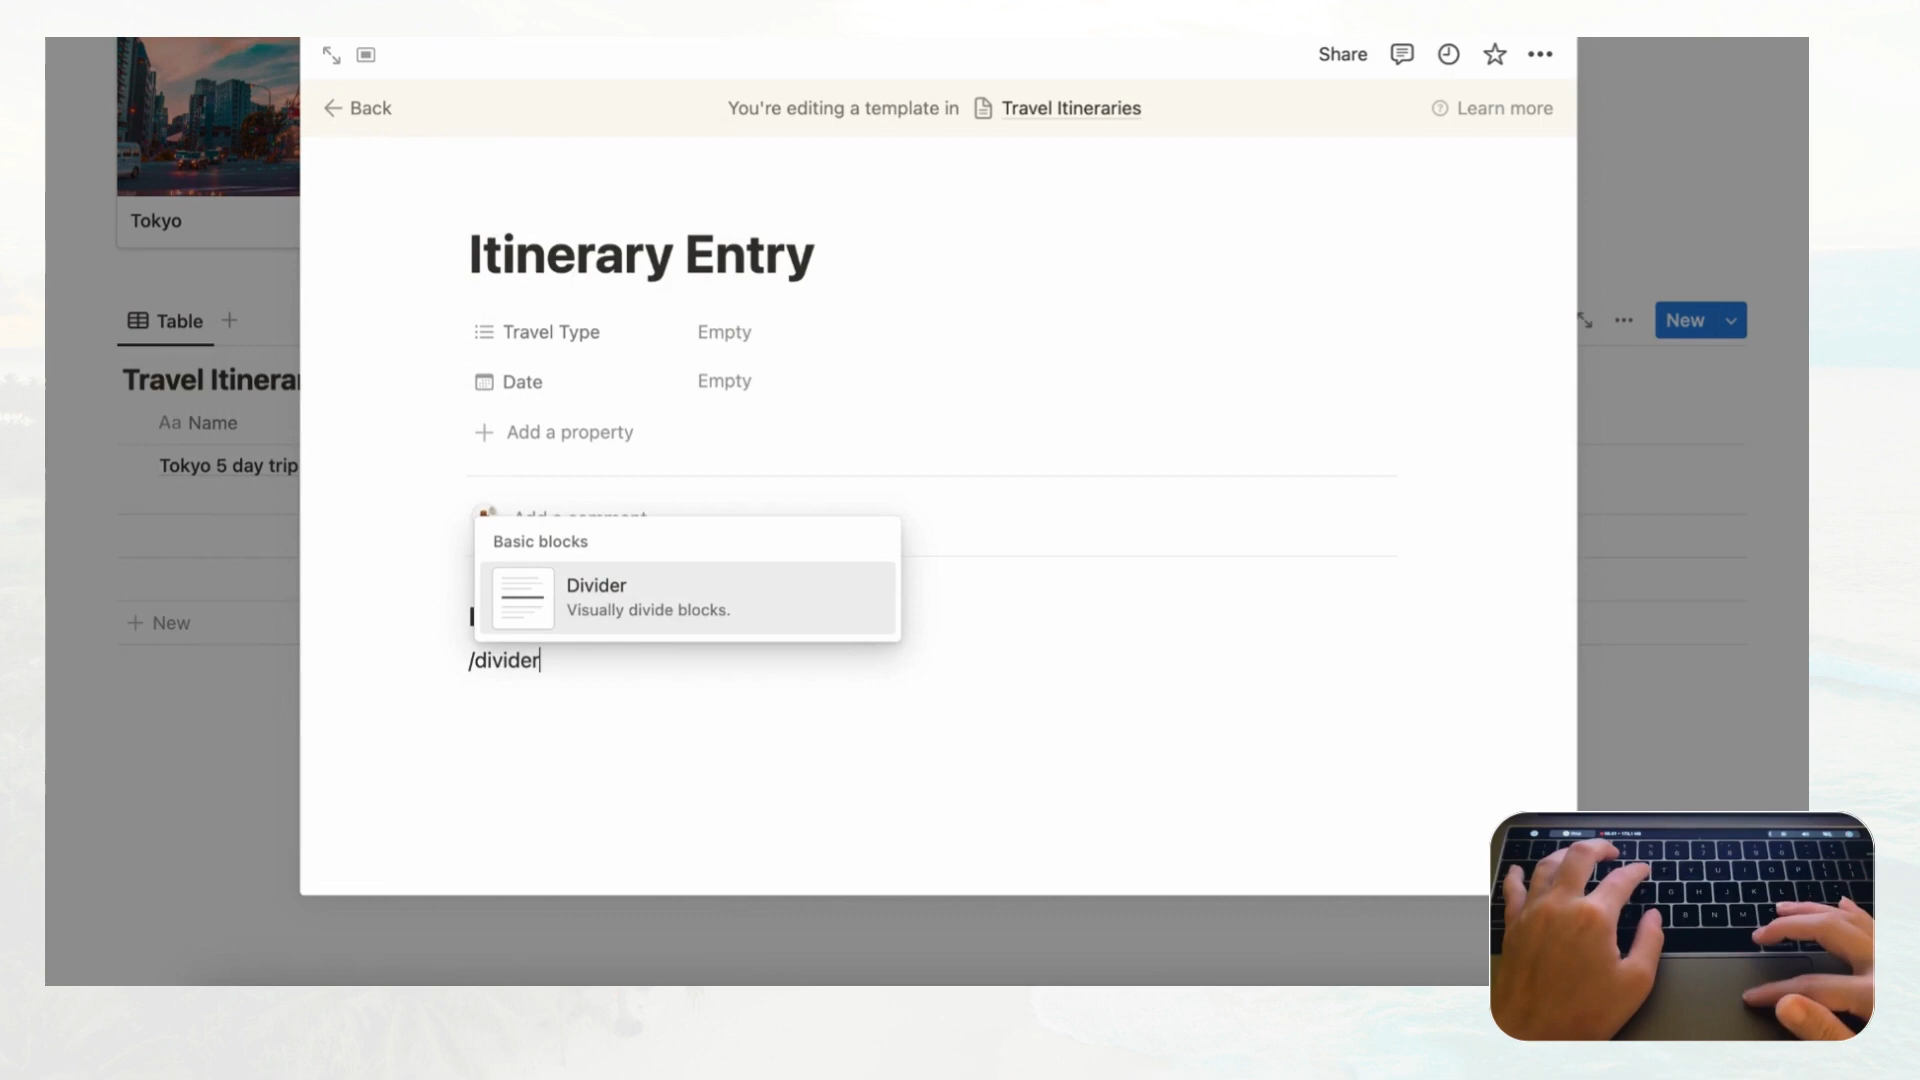 Share
Back
You're editing a template in Travel Itineraries
Learn more
Tokyo
Itinerary Entry
Travel Type Empty
Date Empty
Add a property
Table
New
Travel Itinerar
Aa Name
Tokyo 5 day trip
New
Add a comment
Basic blocks
Divider
Visually divide blocks.
/divider